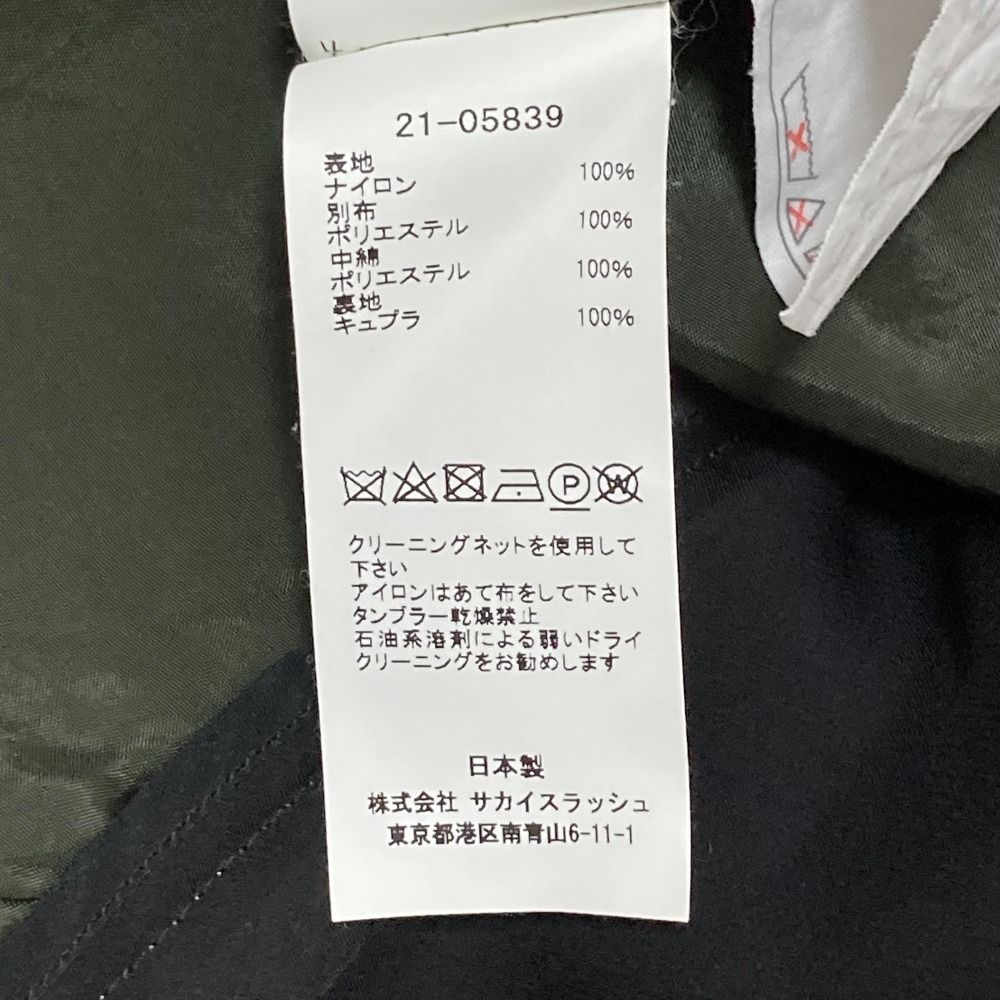 21-05839
表地
ナイロン 100%
別布
ポリエステル 100%
中綿
ポリエステル 100%
裏地
キュプラ 100%
P W
クリーニングネットを使用して
下さい
アイロンはあて布をして下さい
タンブラー乾燥禁止
石油系溶剤による弱いドライ
クリーニングをお勧めします
日本製
株式会社 サカイスラッシュ
東京都港区南青山6-11-1